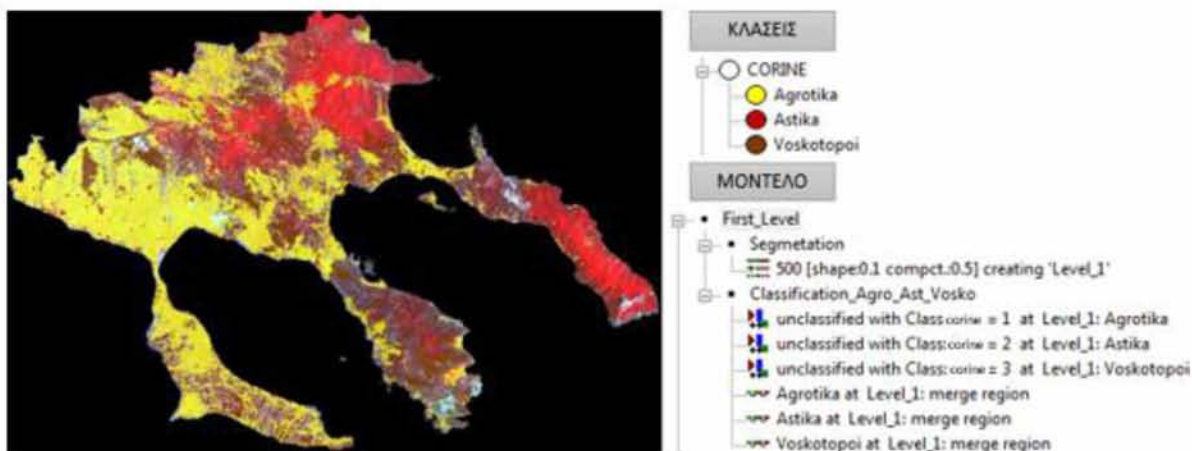 ΚΛΑΣΕΙΣ
CORINE
Agrotika
Astika
Voskotopoi
ΜΟΝΤΕΛΟ
First_Level
Segmetation
500 [shape:0.1 compct.:0.5] creating 'Level_1'
Classification_Agro_Ast_Vosko
unclassified with Class:corine = 1 at Level_1: Agrotika
unclassified with Class:corine = 2 at Level_1: Astika
unclassified with Class:corine = 3 at Level_1: Voskotopoi
Agrotika at Level_1: merge region
Astika at Level_1: merge region
Voskotopoi at Level_1: merge region